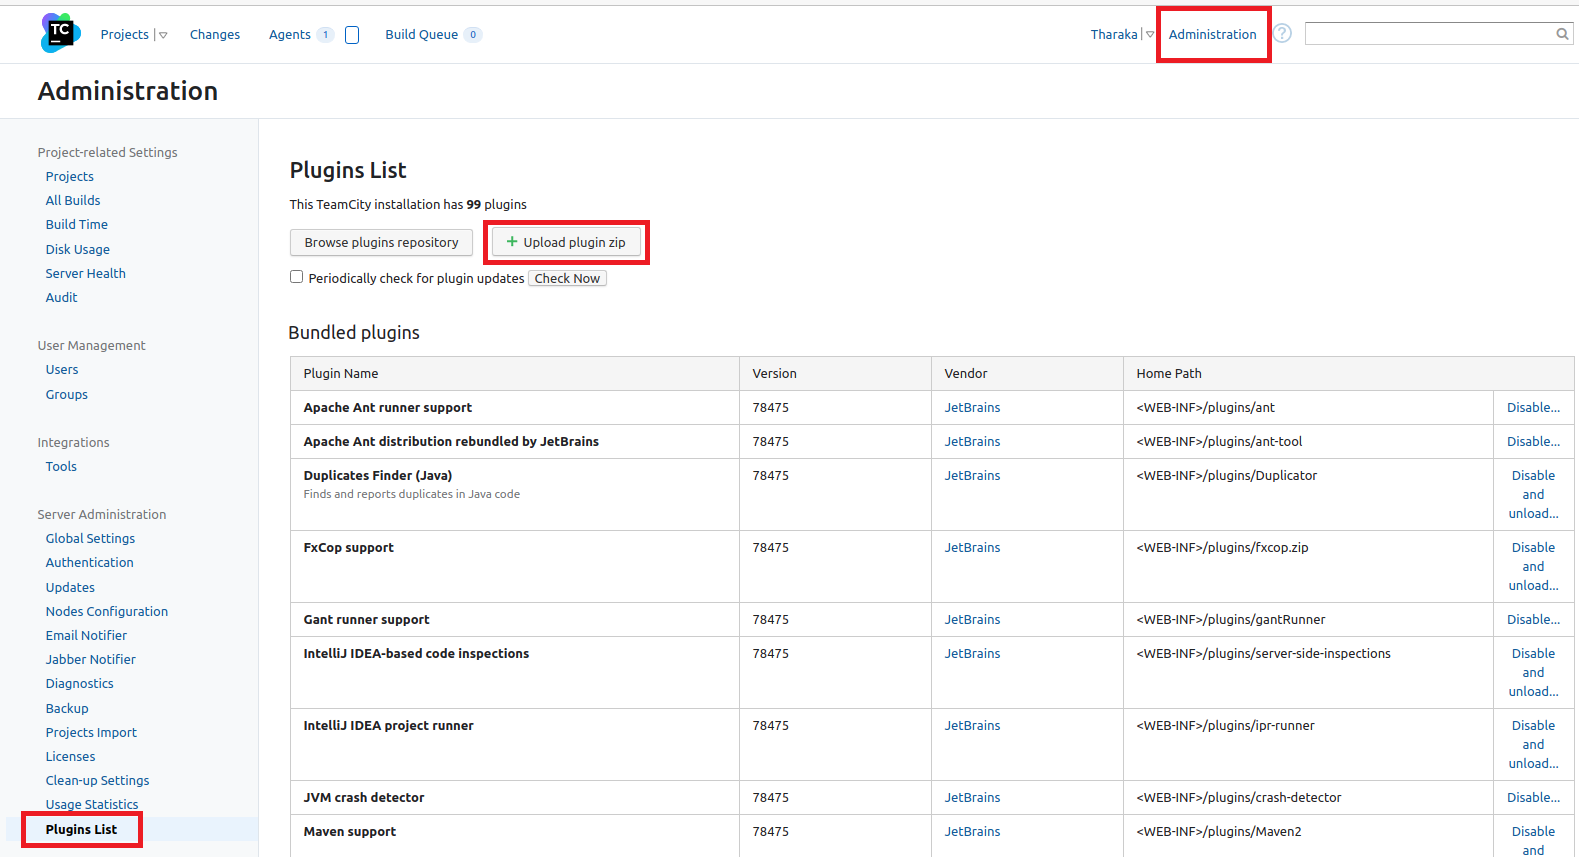 TC
Projects
Changes
Agents 1
Build Queue 0
Tharaka
Administration
?
Administration
Project-related Settings
Projects
All Builds
Build Time
Disk Usage
Server Health
Audit
User Management
Users
Groups
Integrations
Tools
Server Administration
Global Settings
Authentication
Updates
Nodes Configuration
Email Notifier
Jabber Notifier
Diagnostics
Backup
Projects Import
Licenses
Clean-up Settings
Usage Statistics
Plugins List
Plugins List
This TeamCity installation has 99 plugins
Browse plugins repository
+ Upload plugin zip
Periodically check for plugin updates Check Now
Bundled plugins
Plugin Name Version Vendor Home Path
Apache Ant runner support 78475 JetBrains <WEB-INF>/plugins/ant Disable...
Apache Ant distribution rebundled by JetBrains 78475 JetBrains <WEB-INF>/plugins/ant-tool Disable...
Duplicates Finder (Java) 78475 JetBrains <WEB-INF>/plugins/Duplicator Disable
Finds and reports duplicates in Java code and
unload...
FxCop support 78475 JetBrains <WEB-INF>/plugins/fxcop.zip Disable
and
unload...
Gant runner support 78475 JetBrains <WEB-INF>/plugins/gantRunner Disable...
IntelliJ IDEA-based code inspections 78475 JetBrains <WEB-INF>/plugins/server-side-inspections Disable
and
unload...
IntelliJ IDEA project runner 78475 JetBrains <WEB-INF>/plugins/ipr-runner Disable
and
unload...
JVM crash detector 78475 JetBrains <WEB-INF>/plugins/crash-detector Disable...
Maven support 78475 JetBrains <WEB-INF>/plugins/Maven2 Disable
and